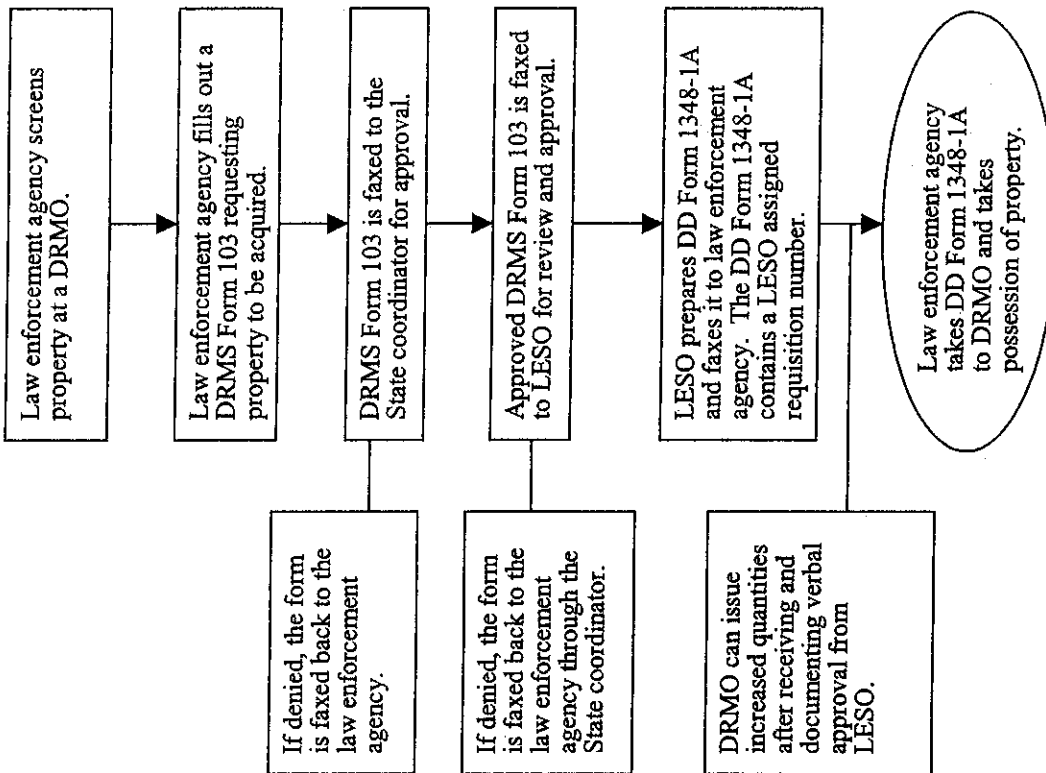 Law enforcement agency screens
property at a DRMO.
Law enforcement agency fills out a
DRMS Form 103 requesting
property to be acquired.
DRMS Form 103 is faxed to the
State coordinator for approval.
If denied, the form
is faxed back to the
law enforcement
agency.
Approved DRMS Form 103 is faxed
to LESO for review and approval.
If denied, the form
is faxed back to the
law enforcement
agency through the
State coordinator.
LESO prepares DD Form 1348-1A
and faxes it to law enforcement
agency. The DD Form 1348-1A
contains a LESO assigned
requisition number.
DRMO can issue
increased quantities
after receiving and
documenting verbal
approval from
LESO.
Law enforcement agency
takes DD Form 1348-1A
to DRMO and takes
possession of property.